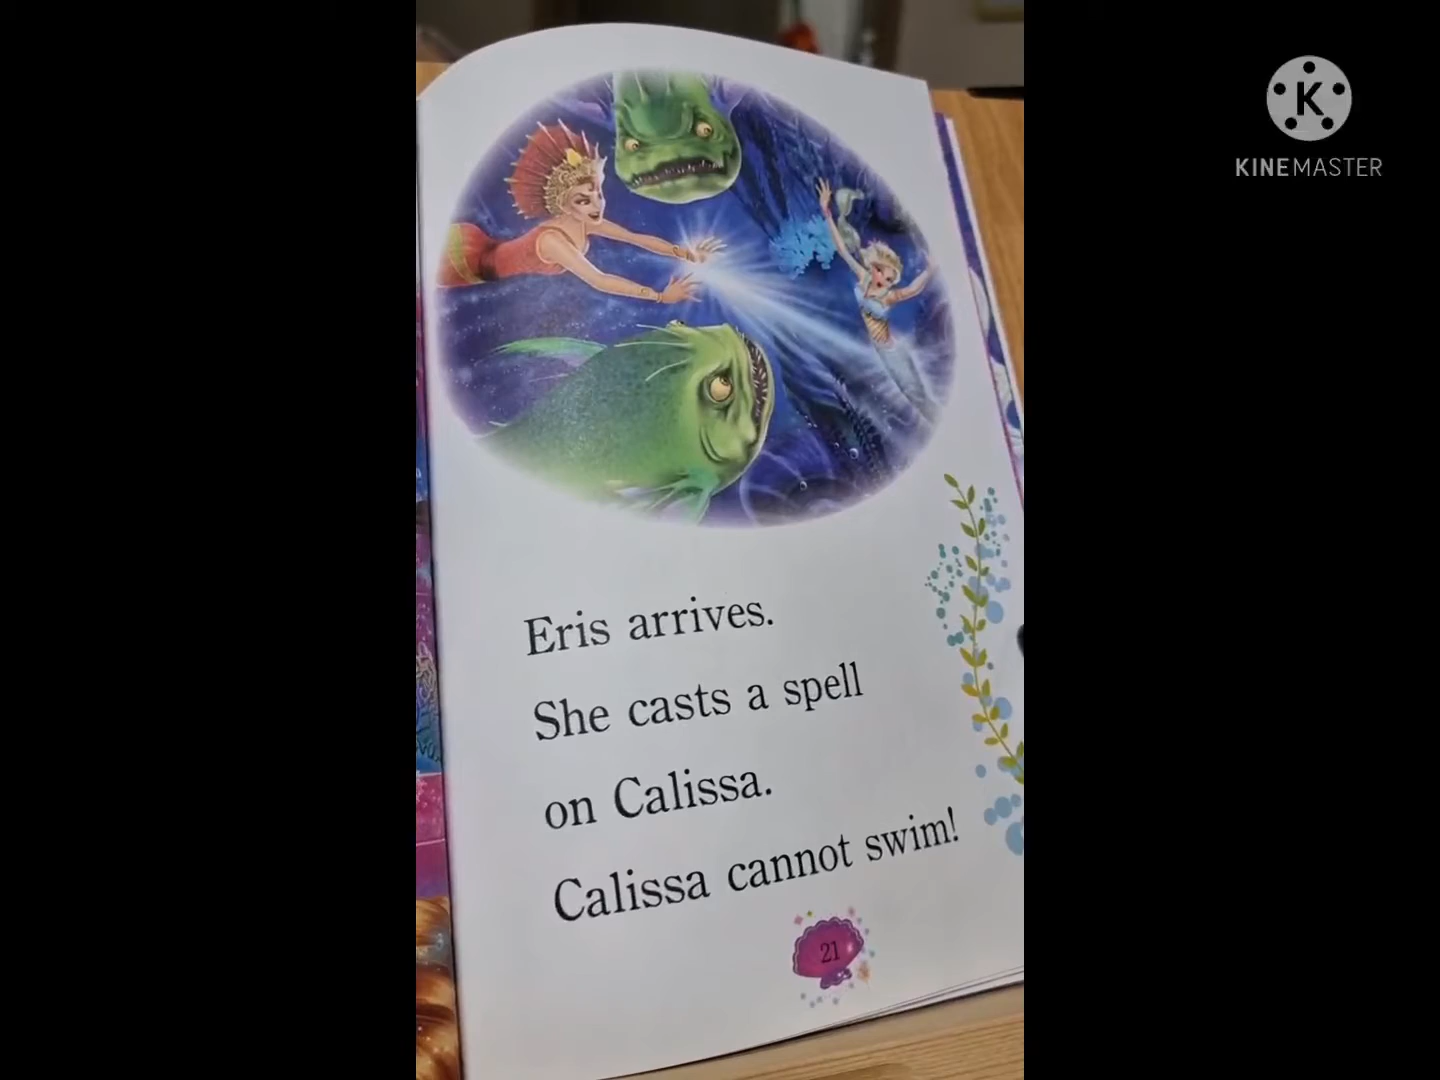 KINEMASTER
Eris arrives.
She casts a spell
on Calissa.
Calissa cannot swim!
21